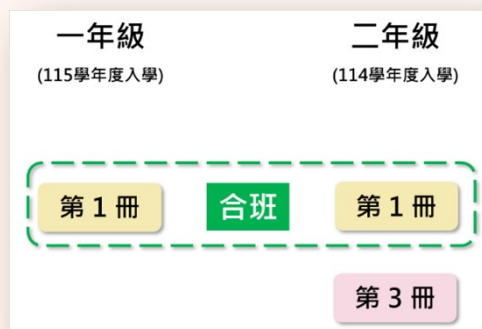 一年級
二年級
(115學年度入學)
(114學年度入學)
第1冊
合班
第1冊
第3冊